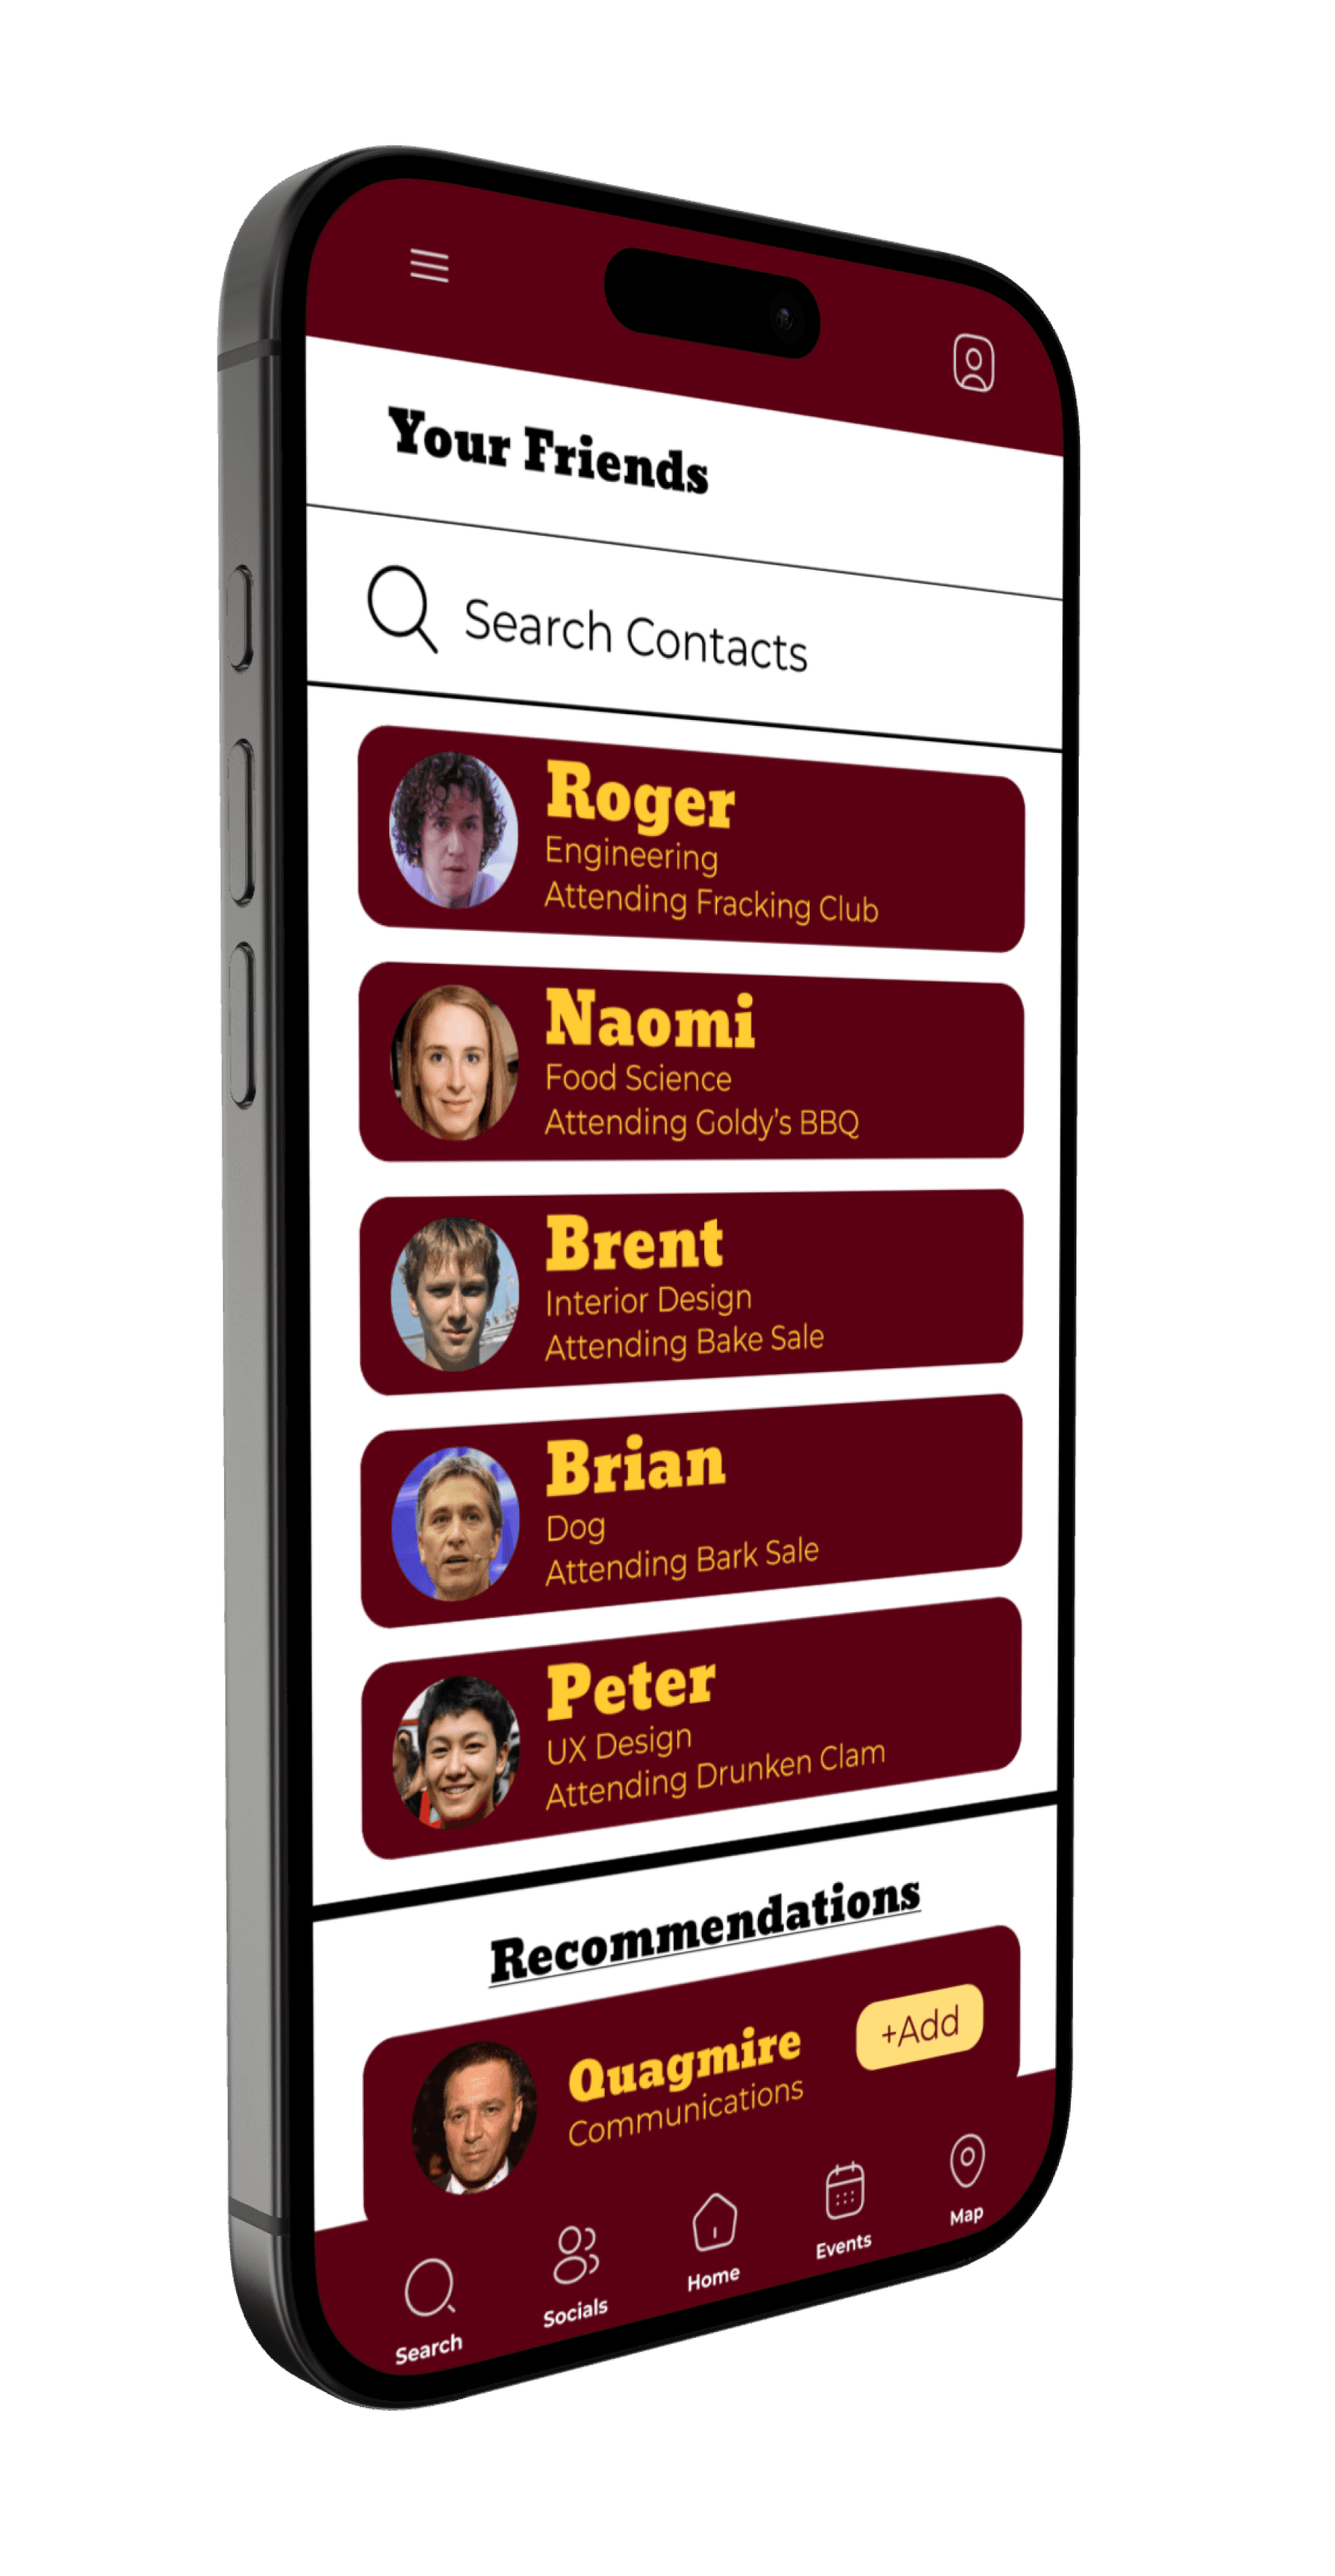 Your Friends
Search Contacts
Roger
Engineering
Attending Fracking Club
Naomi
Food Science
Attending Goldy's BBQ
Brent
Interior Design
Attending Bake Sale
Brian
Dog
Attending Bark Sale
Peter
UX Design
Attending Drunken Clam
Recommendations
Quagmire
Communications
+Add
Search
Socials
Home
Events
Map